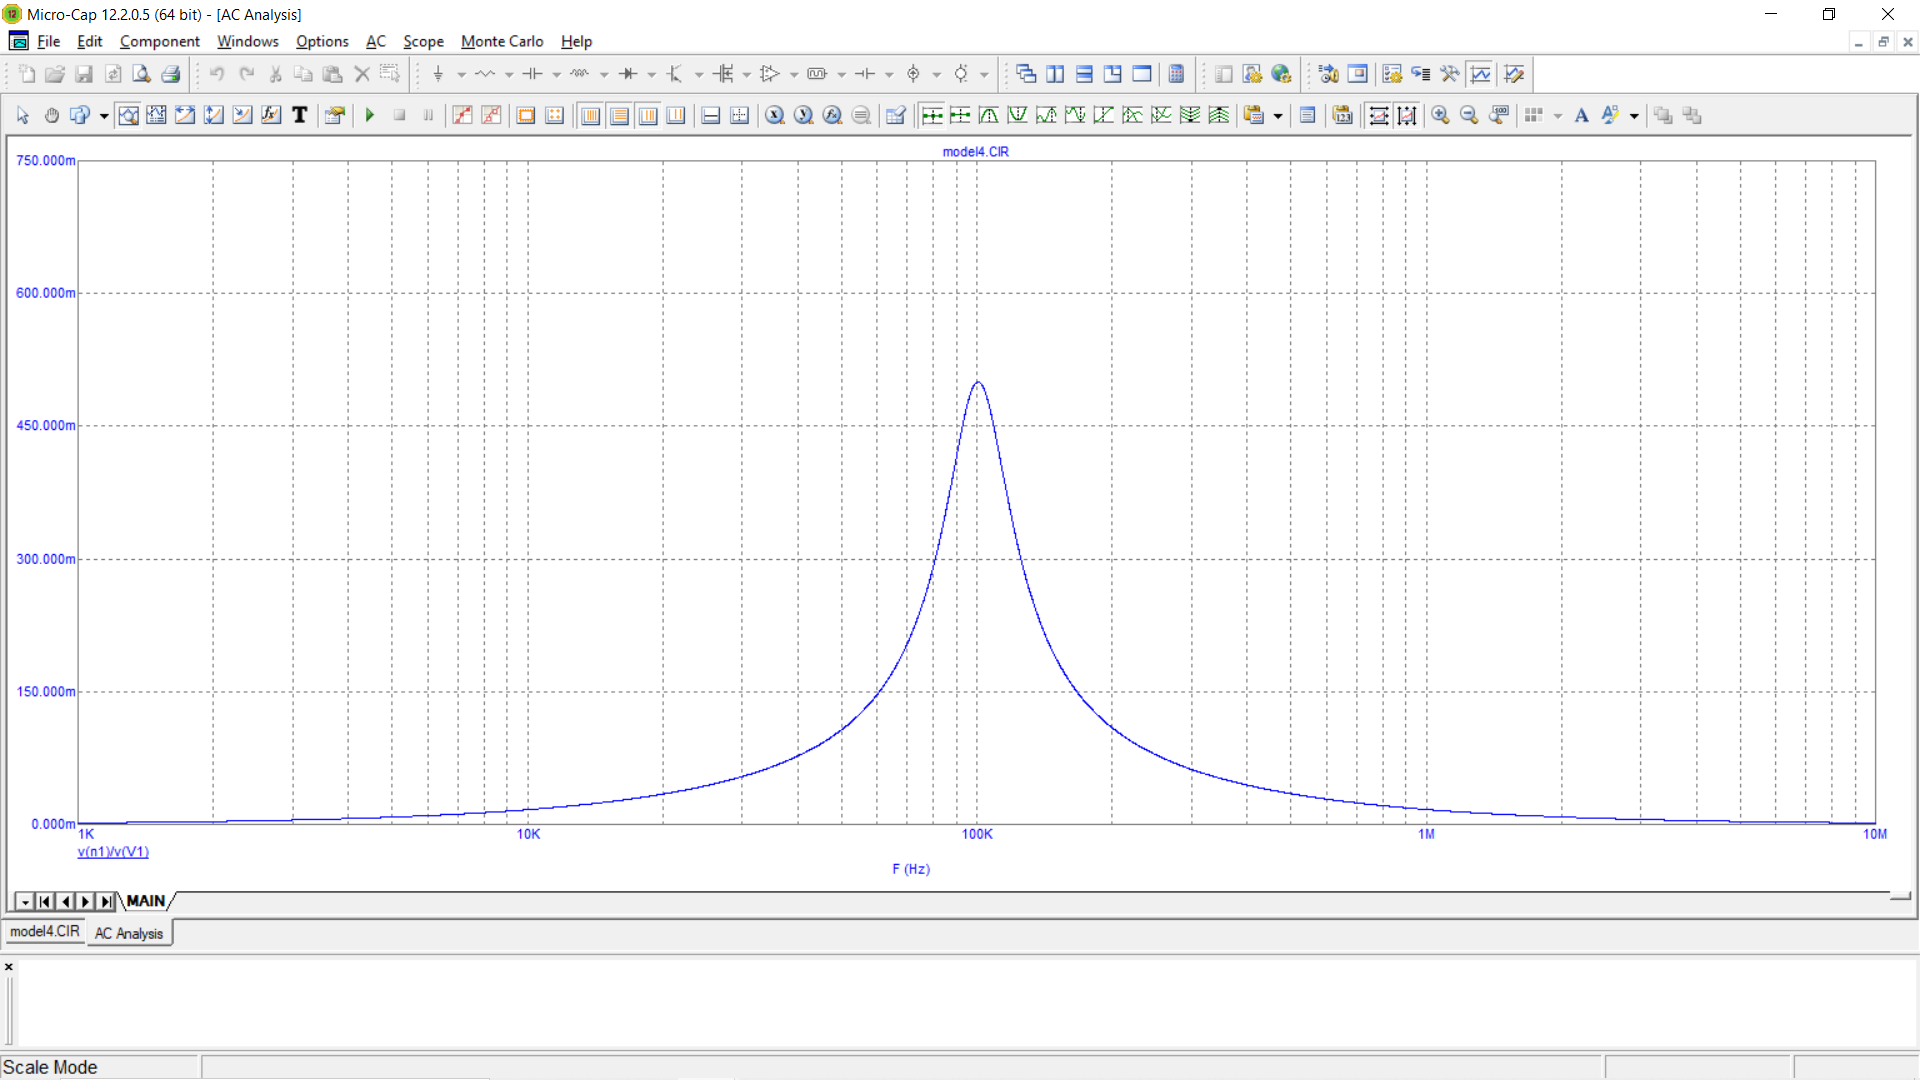 Micro-Cap 12.2.0.5 (64 bit) - [AC Analysis]
File Edit Component Windows Options AC Scope Monte Carlo Help
model4.CIR
750.000m
600.000m
450.000m
300.000m
150.000m
0.000m
1K 10K 100K 1M 10M
v(n1)/v(V1)
F (Hz)
MAIN
model4.CIR AC Analysis
Scale Mode